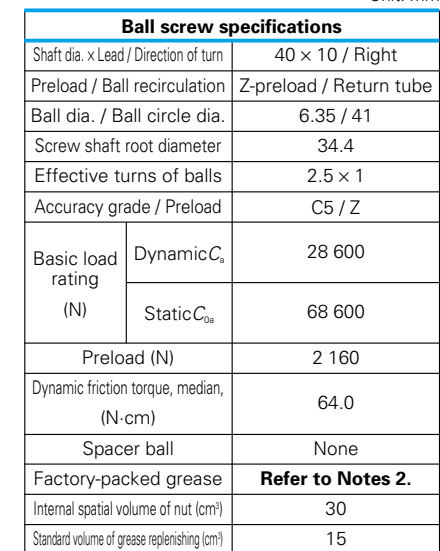 Ball screw specifications
Shaft dia. × Lead / Direction of turn 40 × 10 / Right
Preload / Ball recirculation Z-preload / Return tube
Ball dia. / Ball circle dia. 6.35 / 41
Screw shaft root diameter 34.4
Effective turns of balls 2.5 × 1
Accuracy grade / Preload C5 / Z
Basic load rating (N) Dynamic Ca 28 600
Static C0a 68 600
Preload (N) 2 160
Dynamic friction torque, median, (N·cm) 64.0
Spacer ball None
Factory-packed grease Refer to Notes 2.
Internal spatial volume of nut (cm³) 30
Standard volume of grease replenishing (cm³) 15